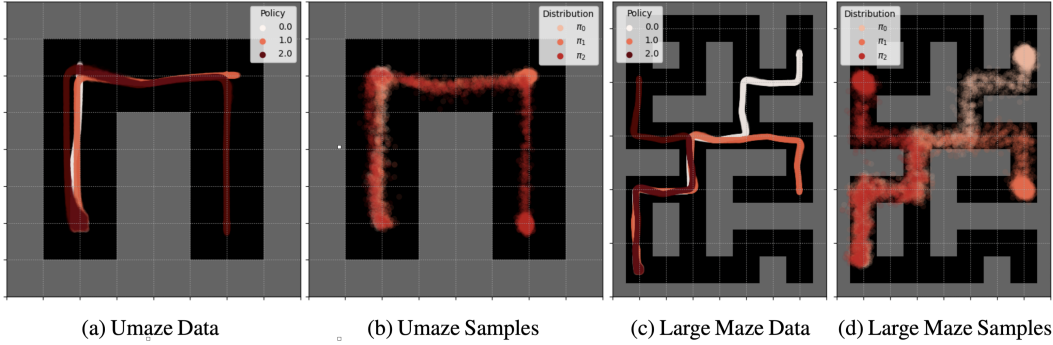 Policy
0.0
1.0
2.0
Distribution
π₀
π₁
π₂
Policy
0.0
1.0
2.0
Distribution
π₀
π₁
π₂
(a) Umaze Data
(b) Umaze Samples
(c) Large Maze Data
(d) Large Maze Samples